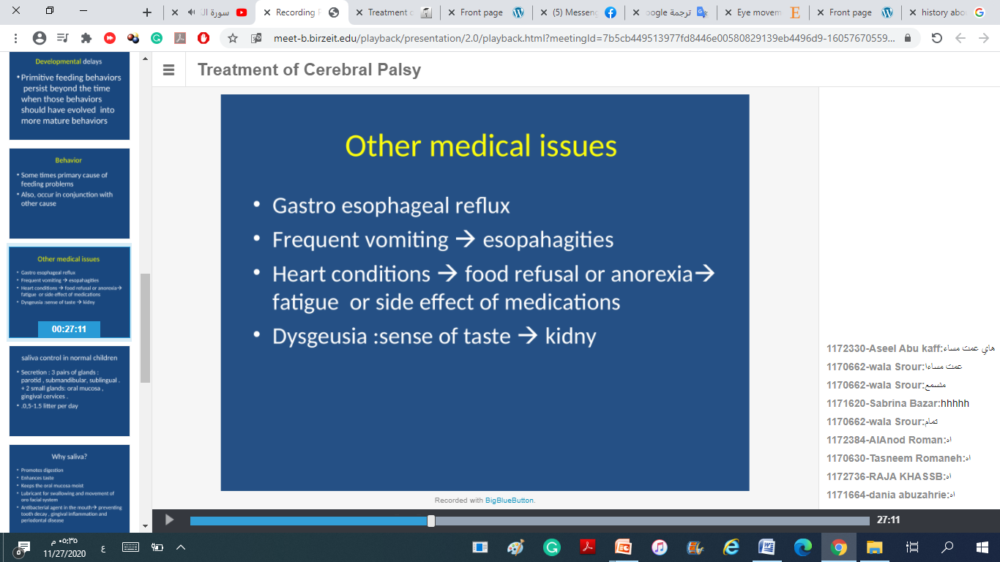 سورة الـ
Recording P
Treatment o
Front page
(5) Messeng
ترجمة oogle
Eye movem
Front page
history abou
meet-b.birzeit.edu/playback/presentation/2.0/playback.html?meetingId=7b5cb449513977fd8446e00580829139eb4496d9-16057670559...
Developmental delays
• Primitive feeding behaviors
persist beyond the time
when those behaviors
should have evolved into
more mature behaviors
Behavior
• Some times primary cause of
feeding problems
• Also, occur in conjunction with
other cause
Other medical issues
• Gastro esophageal reflux
• Frequent vomiting → esopahagities
• Heart conditions → food refusal or anorexia→
fatigue or side effect of medications
• Dysgeusia :sense of taste → kidny
00:27:11
saliva control in normal children
• Secretion : 3 pairs of glands :
parotid , submandibular, sublingual .
+ 2 small glands: oral mucosa ,
gingival cervices .
• .0,5-1.5 litter per day
Why saliva?
• Promotes digestion
• Enhances taste
• Keeps the oral mucosa moist
• Lubricant for swallowing and movement of
oro facial system
• Antibacterial agent in the mouth→ preventing
tooth decay , gingival inflammation and
periodontal disease
Treatment of Cerebral Palsy
Other medical issues
• Gastro esophageal reflux
• Frequent vomiting → esopahagities
• Heart conditions → food refusal or anorexia→
fatigue or side effect of medications
• Dysgeusia :sense of taste → kidny
Recorded with BigBlueButton.
1172330-Aseel Abu kaff:هاي عمت مساء
1170662-wala Srour:عمت مساءا
1170662-wala Srour:منسمع
1171620-Sabrina Bazar:hhhhh
1170662-wala Srour:تمام
1172384-AlAnod Roman:اه
1170630-Tasneem Romaneh:اه
1172736-RAJA KHASSB:اه
1171664-dania abuzahrie:اه
27:11
٠٥:٣٥ م
11/27/2020
ع